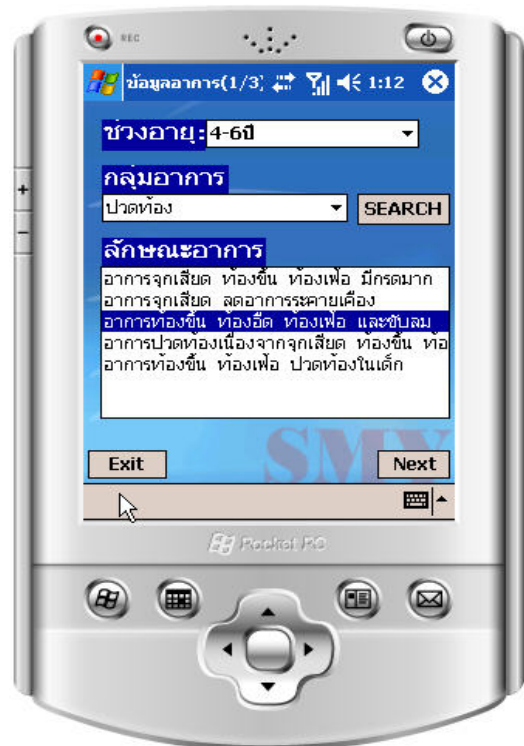 REC
ข้อมูลอาการ(1/3) 1:12
ช่วงอายุ: 4-6ปี
กลุ่มอาการ
ปวดท้อง SEARCH
ลักษณะอาการ
อาการจุกเสียด ท้องขึ้น ท้องเฟ้อ มีกรดมาก
อาการจุกเสียด ลดอาการระคายเคือง
อาการท้องขึ้น ท้องอืด ท้องเฟ้อ และขับลม
อาการปวดท้องเนื่องจากจุกเสียด ท้องขึ้น ท้อ
อาการท้องขึ้น ท้องเฟ้อ ปวดท้องในเด็ก
SMY
Exit Next
Pocket PC